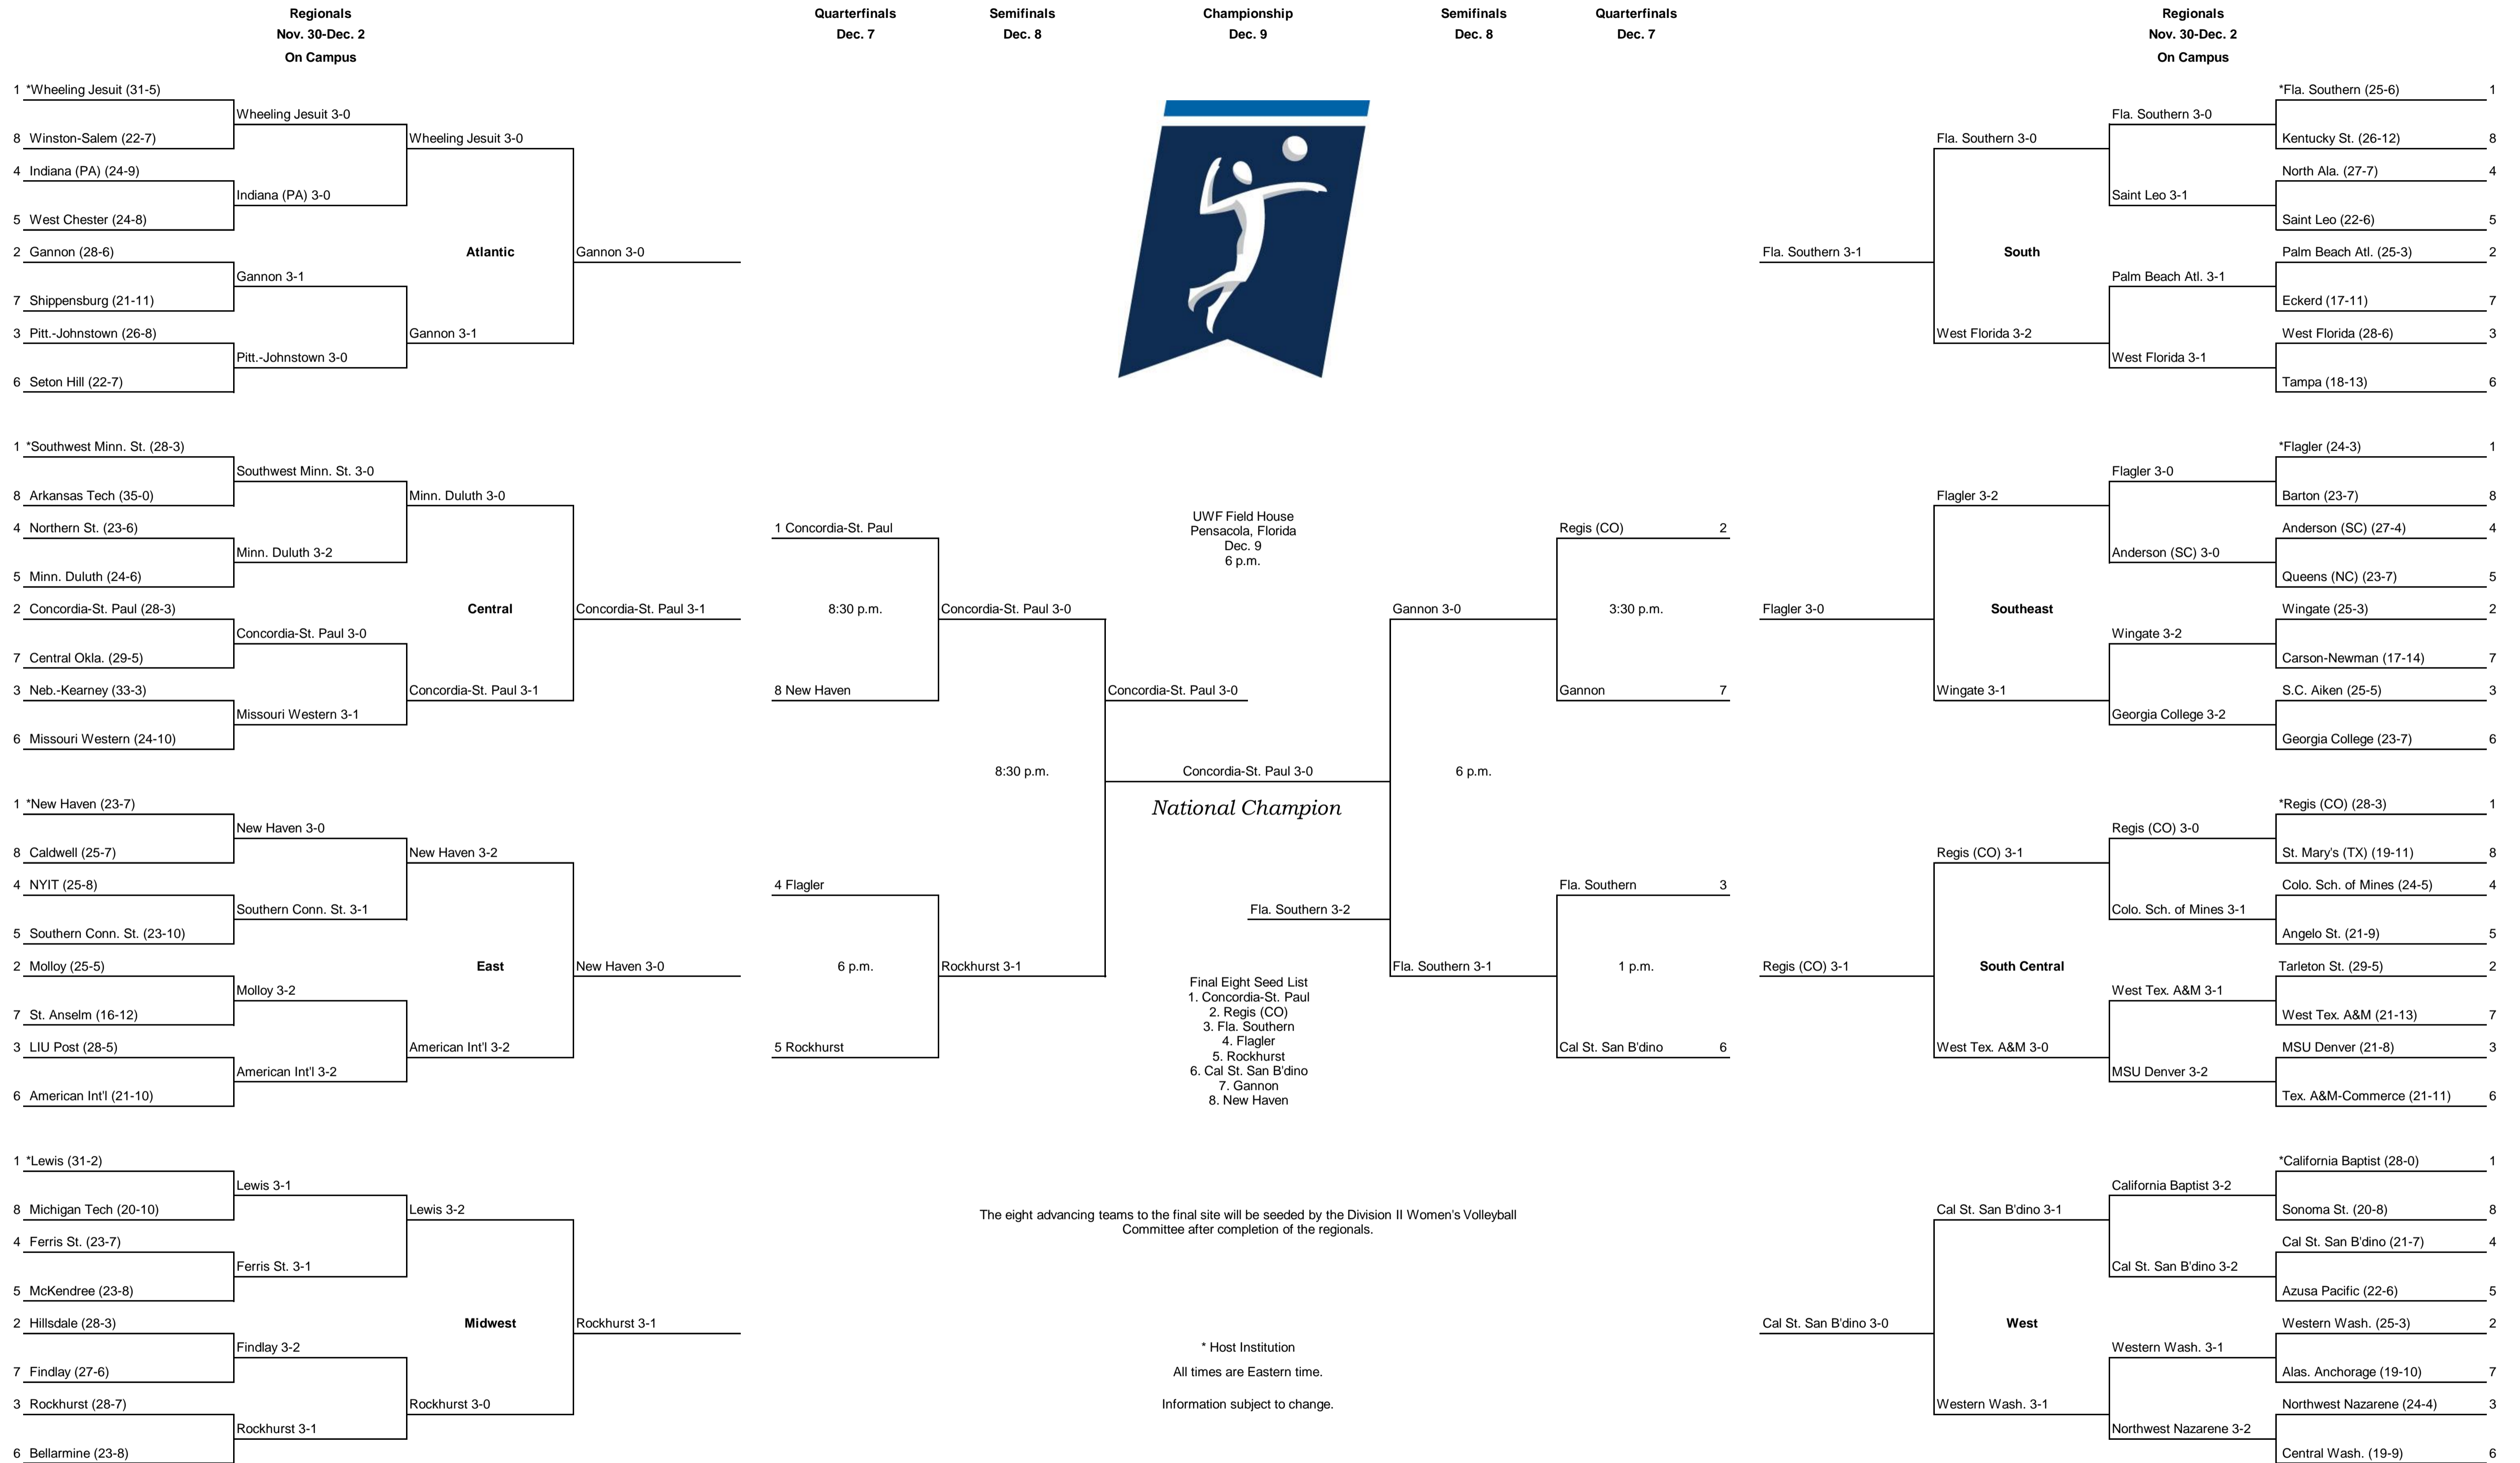 Regionals
Nov. 30-Dec. 2
On Campus
Quarterfinals
Dec. 7
Semifinals
Dec. 8
Championship
Dec. 9
Semifinals
Dec. 8
Quarterfinals
Dec. 7
Regionals
Nov. 30-Dec. 2
On Campus
1 *Wheeling Jesuit (31-5)
Wheeling Jesuit 3-0
8 Winston-Salem (22-7)
Wheeling Jesuit 3-0
4 Indiana (PA) (24-9)
Indiana (PA) 3-0
5 West Chester (24-8)
2 Gannon (28-6)
Atlantic
Gannon 3-0
Gannon 3-1
7 Shippensburg (21-11)
3 Pitt.-Johnstown (26-8)
Gannon 3-1
Pitt.-Johnstown 3-0
6 Seton Hill (22-7)
1 *Southwest Minn. St. (28-3)
Southwest Minn. St. 3-0
8 Arkansas Tech (35-0)
Minn. Duluth 3-0
4 Northern St. (23-6)
Minn. Duluth 3-2
5 Minn. Duluth (24-6)
2 Concordia-St. Paul (28-3)
Central
Concordia-St. Paul 3-1
Concordia-St. Paul 3-0
7 Central Okla. (29-5)
3 Neb.-Kearney (33-3)
Concordia-St. Paul 3-1
Missouri Western 3-1
6 Missouri Western (24-10)
1 *New Haven (23-7)
New Haven 3-0
8 Caldwell (25-7)
New Haven 3-2
4 NYIT (25-8)
Southern Conn. St. 3-1
5 Southern Conn. St. (23-10)
2 Molloy (25-5)
East
New Haven 3-0
Molloy 3-2
7 St. Anselm (16-12)
3 LIU Post (28-5)
American Int'l 3-2
American Int'l 3-2
6 American Int'l (21-10)
1 *Lewis (31-2)
Lewis 3-1
8 Michigan Tech (20-10)
Lewis 3-2
4 Ferris St. (23-7)
Ferris St. 3-1
5 McKendree (23-8)
2 Hillsdale (28-3)
Midwest
Rockhurst 3-1
Findlay 3-2
7 Findlay (27-6)
3 Rockhurst (28-7)
Rockhurst 3-0
Rockhurst 3-1
6 Bellarmine (23-8)
1 Concordia-St. Paul
8:30 p.m.
Concordia-St. Paul 3-0
8 New Haven
Concordia-St. Paul 3-0
8:30 p.m.
4 Flagler
6 p.m.
Rockhurst 3-1
5 Rockhurst
UWF Field House
Pensacola, Florida
Dec. 9
6 p.m.
Concordia-St. Paul 3-0
National Champion
Fla. Southern 3-2
Final Eight Seed List
1. Concordia-St. Paul
2. Regis (CO)
3. Fla. Southern
4. Flagler
5. Rockhurst
6. Cal St. San B'dino
7. Gannon
8. New Haven
The eight advancing teams to the final site will be seeded by the Division II Women's Volleyball
Committee after completion of the regionals.
* Host Institution
All times are Eastern time.
Information subject to change.
Regis (CO) 2
Gannon 3-0
3:30 p.m.
Gannon 7
6 p.m.
Fla. Southern 3
Fla. Southern 3-1
1 p.m.
Cal St. San B'dino 6
*Fla. Southern (25-6) 1
Fla. Southern 3-0
Fla. Southern 3-0
Kentucky St. (26-12) 8
North Ala. (27-7) 4
Saint Leo 3-1
Saint Leo (22-6) 5
Fla. Southern 3-1
South
Palm Beach Atl. (25-3) 2
Palm Beach Atl. 3-1
Eckerd (17-11) 7
West Florida 3-2
West Florida (28-6) 3
West Florida 3-1
Tampa (18-13) 6
*Flagler (24-3) 1
Flagler 3-0
Flagler 3-2
Barton (23-7) 8
Anderson (SC) (27-4) 4
Anderson (SC) 3-0
Queens (NC) (23-7) 5
Flagler 3-0
Southeast
Wingate (25-3) 2
Wingate 3-2
Carson-Newman (17-14) 7
Wingate 3-1
S.C. Aiken (25-5) 3
Georgia College 3-2
Georgia College (23-7) 6
*Regis (CO) (28-3) 1
Regis (CO) 3-0
Regis (CO) 3-1
St. Mary's (TX) (19-11) 8
Colo. Sch. of Mines (24-5) 4
Colo. Sch. of Mines 3-1
Angelo St. (21-9) 5
Regis (CO) 3-1
South Central
Tarleton St. (29-5) 2
West Tex. A&M 3-1
West Tex. A&M (21-13) 7
West Tex. A&M 3-0
MSU Denver (21-8) 3
MSU Denver 3-2
Tex. A&M-Commerce (21-11) 6
*California Baptist (28-0) 1
California Baptist 3-2
Cal St. San B'dino 3-1
Sonoma St. (20-8) 8
Cal St. San B'dino (21-7) 4
Cal St. San B'dino 3-2
Azusa Pacific (22-6) 5
Cal St. San B'dino 3-0
West
Western Wash. (25-3) 2
Western Wash. 3-1
Alas. Anchorage (19-10) 7
Western Wash. 3-1
Northwest Nazarene (24-4) 3
Northwest Nazarene 3-2
Central Wash. (19-9) 6